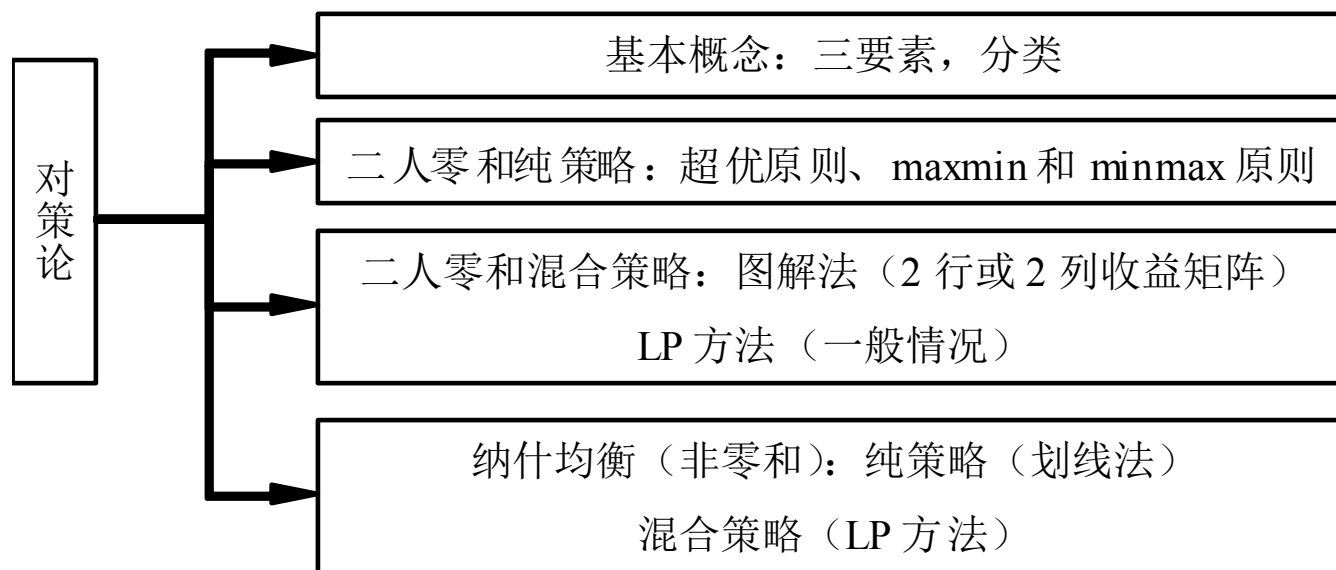 对策论
基本概念：三要素，分类
二人零和纯策略：超优原则、maxmin 和 minmax 原则
二人零和混合策略：图解法（2 行或 2 列收益矩阵）
LP 方法（一般情况）
纳什均衡（非零和）：纯策略（划线法）
混合策略（LP 方法）